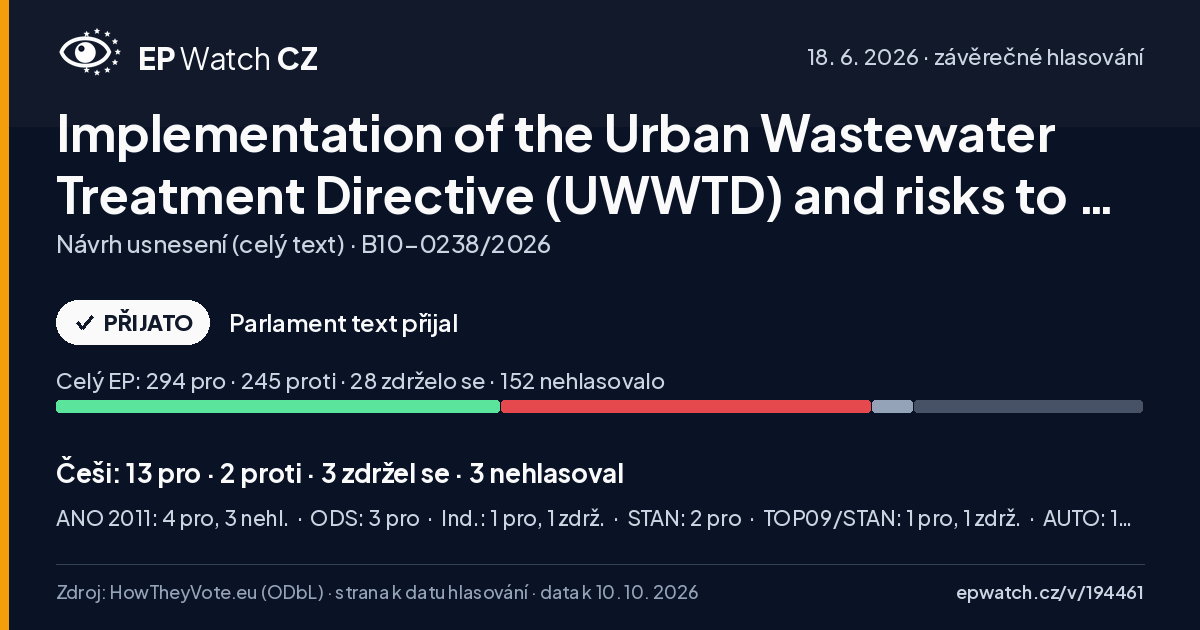 EP Watch CZ
18. 6. 2026 · závěrečné hlasování
Implementation of the Urban Wastewater
Treatment Directive (UWWTD) and risks to …
Návrh usnesení (celý text) · B10-0238/2026
✓ PŘIJATO
Parlament text přijal
Celý EP: 294 pro · 245 proti · 28 zdrželo se · 152 nehlasovalo
Češi: 13 pro · 2 proti · 3 zdržel se · 3 nehlasoval
ANO 2011: 4 pro, 3 nehl. · ODS: 3 pro · Ind.: 1 pro, 1 zdrž. · STAN: 2 pro · TOP09/STAN: 1 pro, 1 zdrž. · AUTO: 1…
Zdroj: HowTheyVote.eu (ODbL) · strana k datu hlasování · data k 10. 10. 2026
epwatch.cz/v/194461